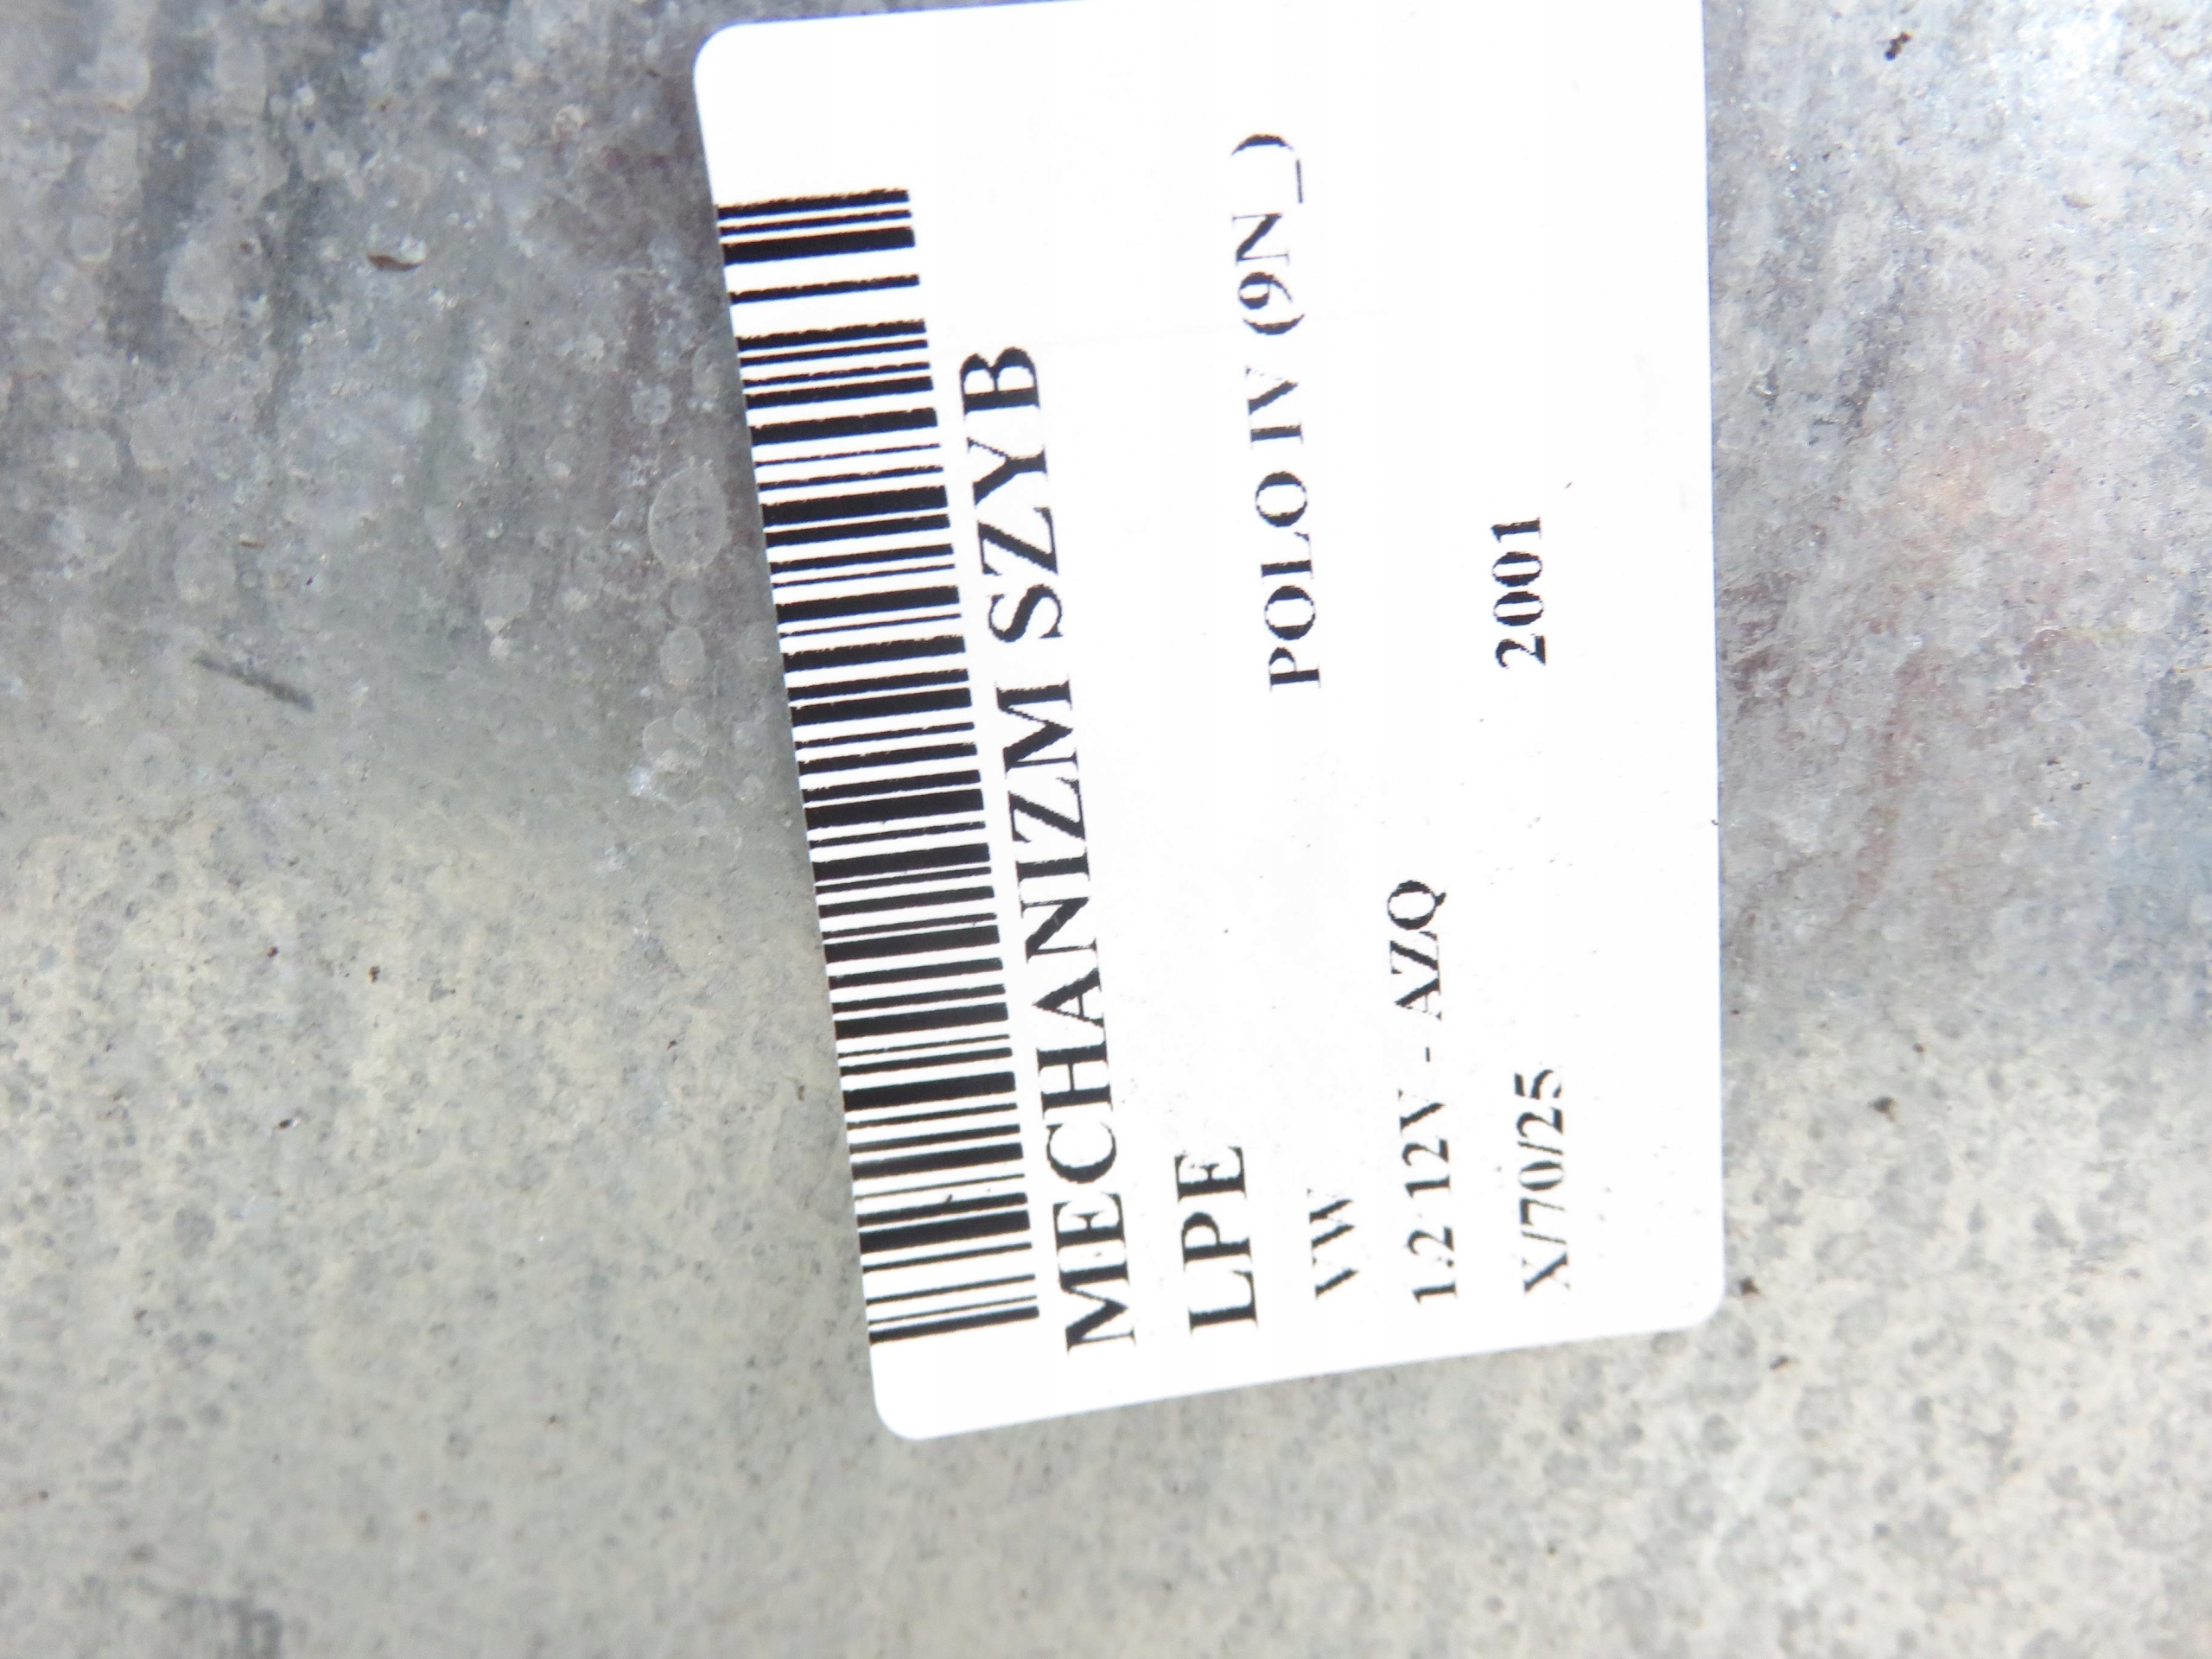 MECHANIZM SZYB
LPE
VW POLO IV (9N_)
1.2 12V - AZQ
X/70/25 2001